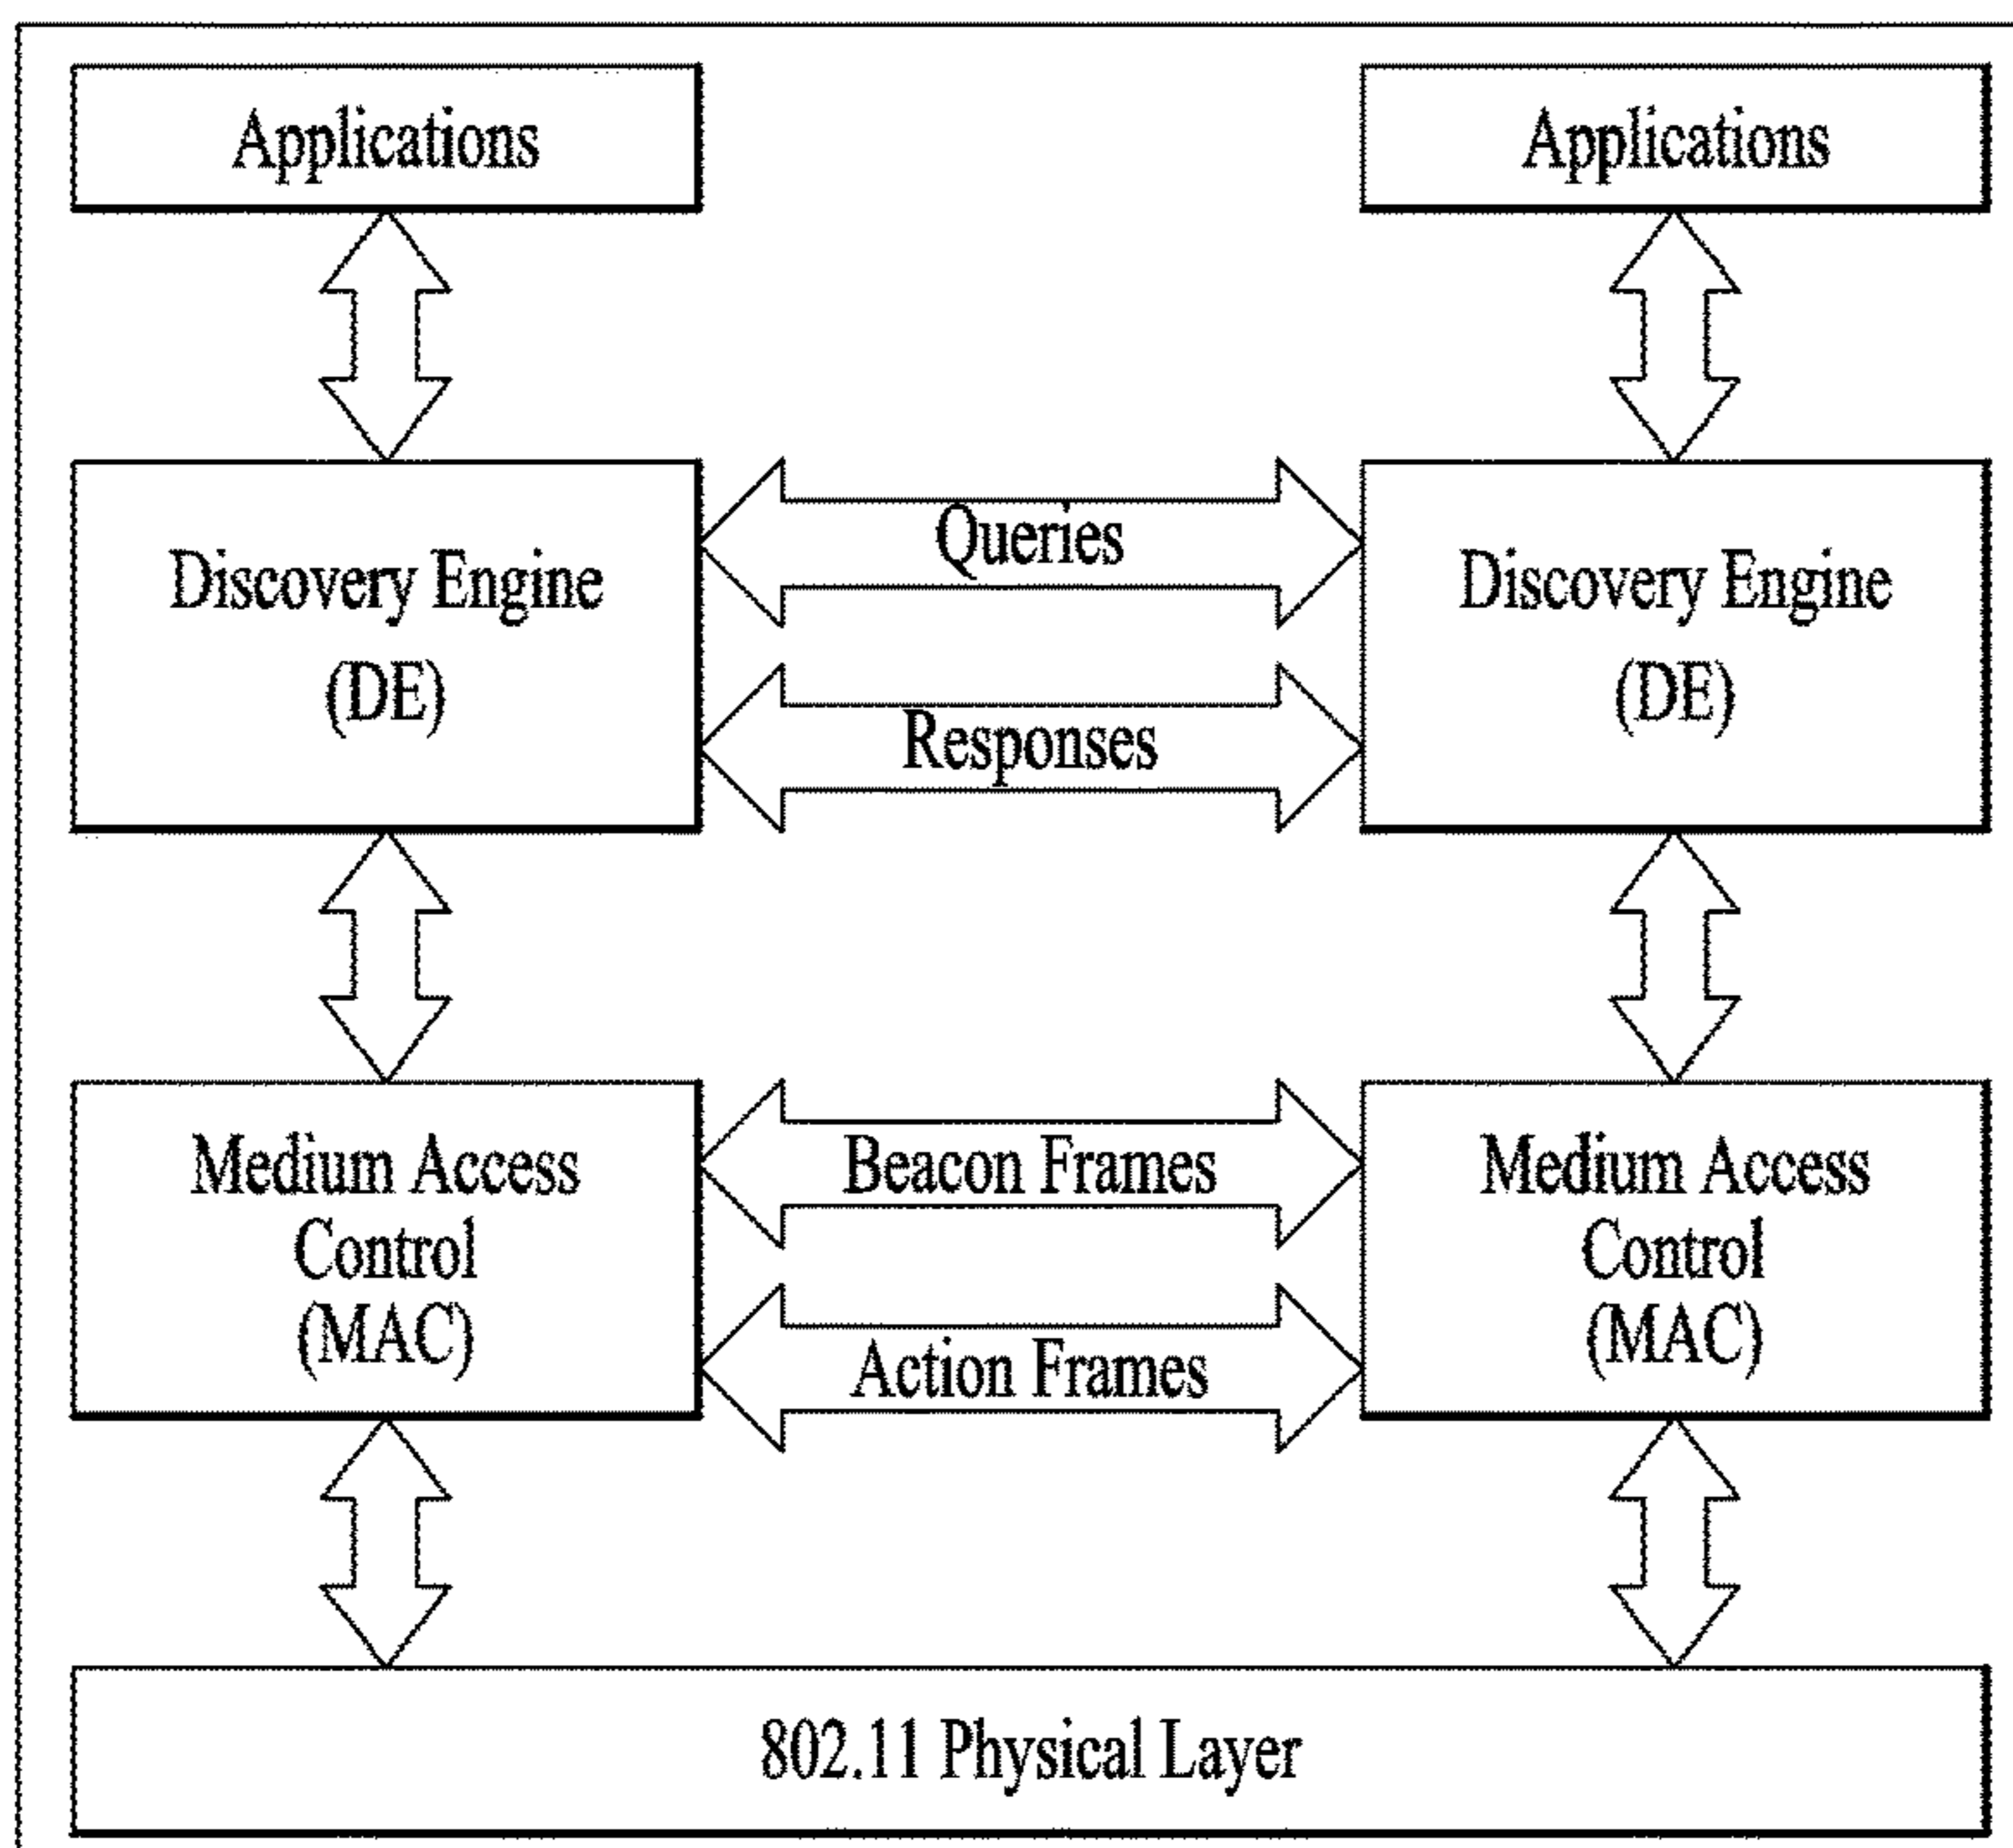 Applications
Applications
Discovery Engine
(DE)
Queries
Responses
Discovery Engine
(DE)
Medium Access
Control
(MAC)
Beacon Frames
Action Frames
Medium Access
Control
(MAC)
802.11 Physical Layer